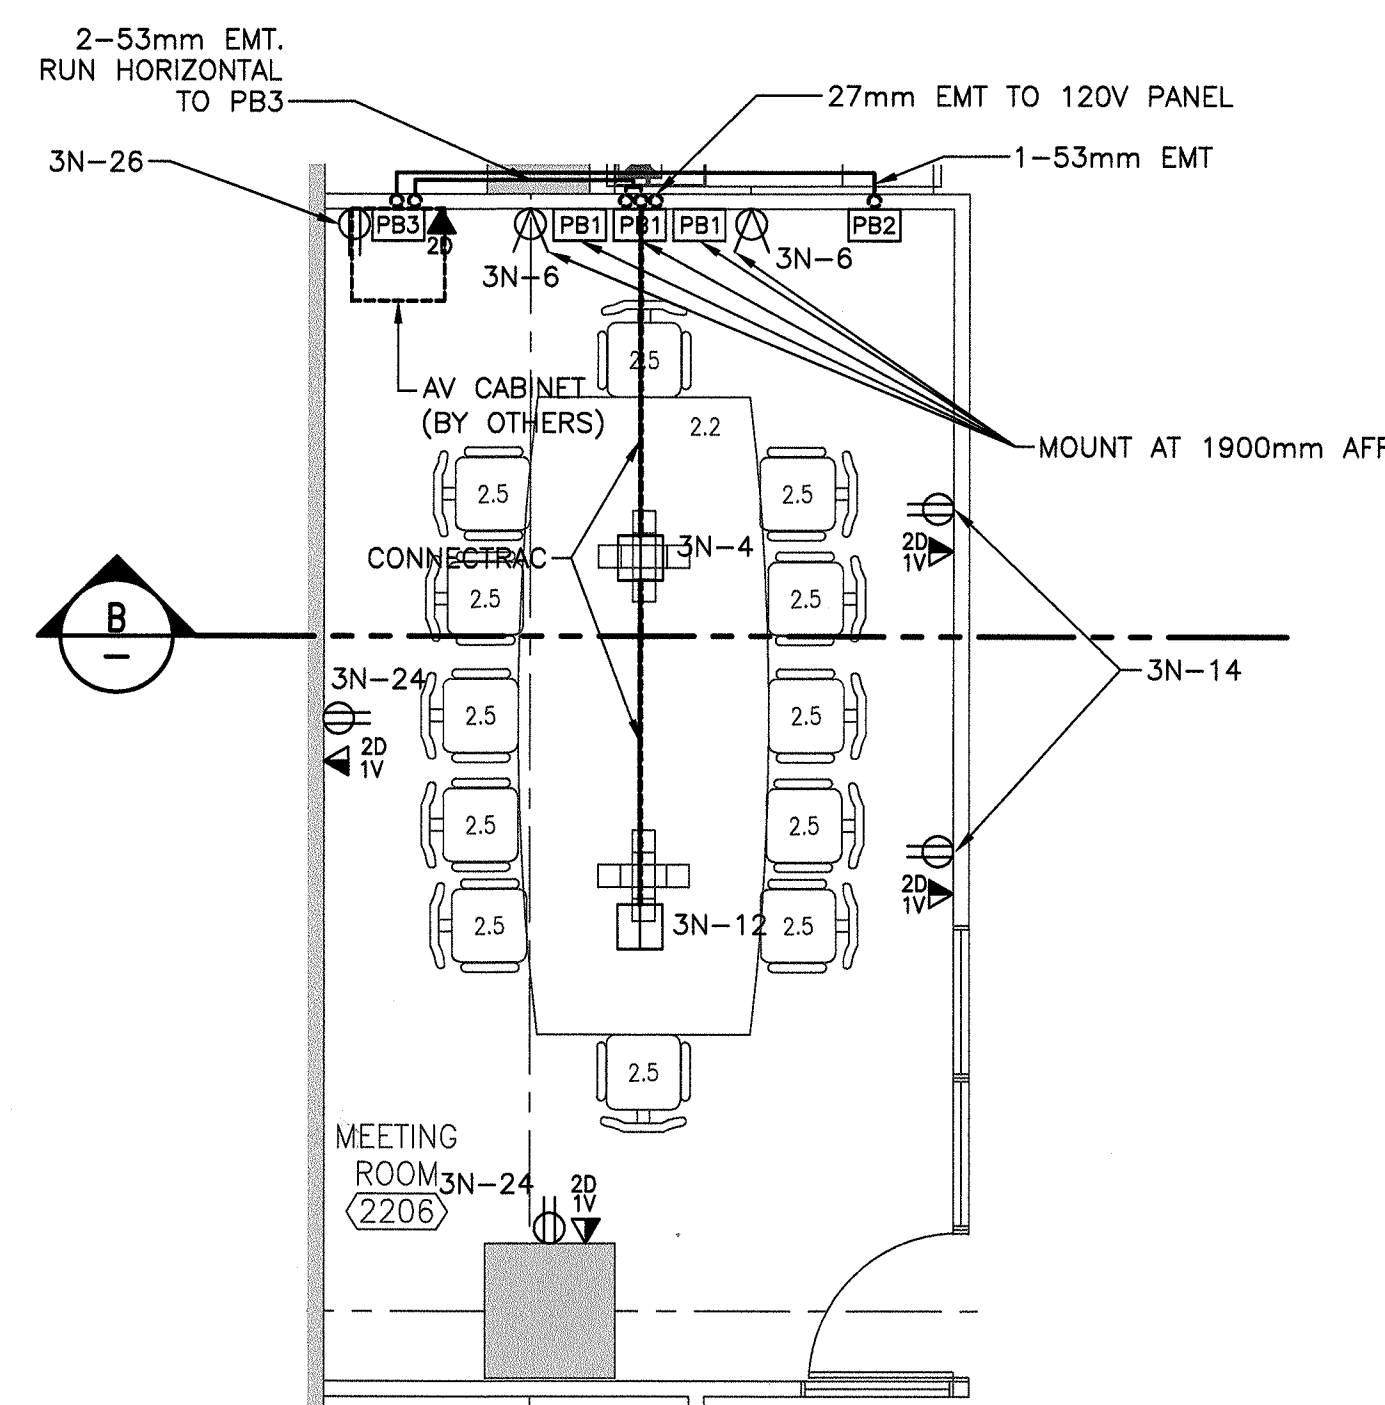 2-53mm EMT.
RUN HORIZONTAL
TO PB3
27mm EMT TO 120V PANEL
3N-26
1-53mm EMT
PB3
PB1
PB1
PB1
PB2
2D
3N-6
3N-6
2.5
AV CABINET
(BY OTHERS)
2.2
MOUNT AT 1900mm AFF
2.5
2.5
2D
1V
3N-4
CONNECTRAC
2.5
2.5
B
-
3N-14
3N-24
2.5
2.5
2D
1V
2.5
2.5
2D
1V
3N-12
2.5
2.5
2.5
MEETING
ROOM
2206
3N-24
2D
1V